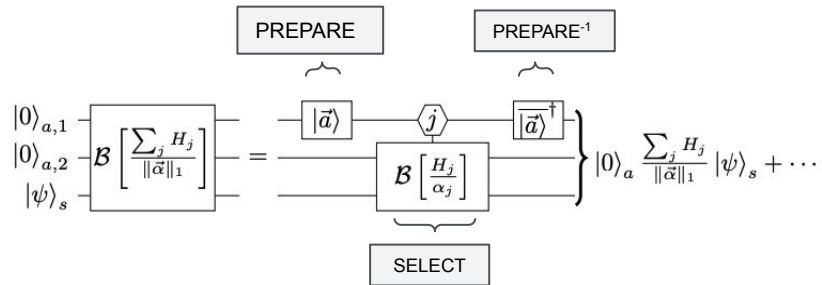 PREPARE PREPARE⁻¹
|0⟩ₐ,₁ |a⃗⟩ j |a⃗⟩†
|0⟩ₐ,₂ 𝓑[∑ⱼ Hⱼ / ‖α⃗‖₁] = 𝓑[Hⱼ / αⱼ] |0⟩ₐ ∑ⱼ Hⱼ / ‖α⃗‖₁ |ψ⟩ₛ + ⋯
|ψ⟩ₛ
SELECT